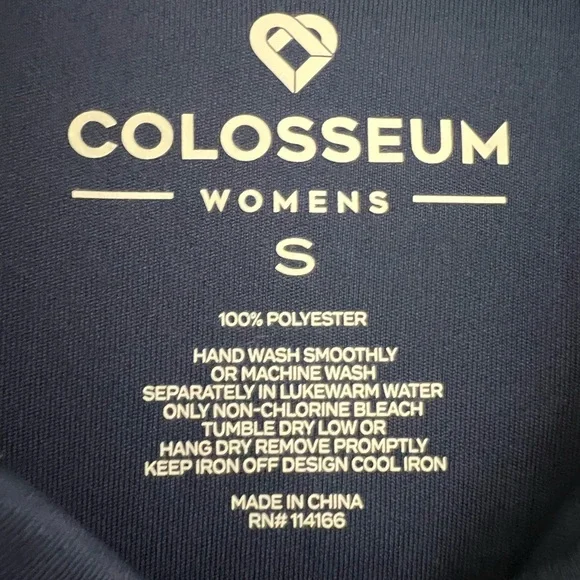 COLOSSEUM
WOMENS
S
100% POLYESTER
HAND WASH SMOOTHLY
OR MACHINE WASH
SEPARATELY IN LUKEWARM WATER
ONLY NON-CHLORINE BLEACH
TUMBLE DRY LOW OR
HANG DRY REMOVE PROMPTLY
KEEP IRON OFF DESIGN COOL IRON
MADE IN CHINA
RN# 114166